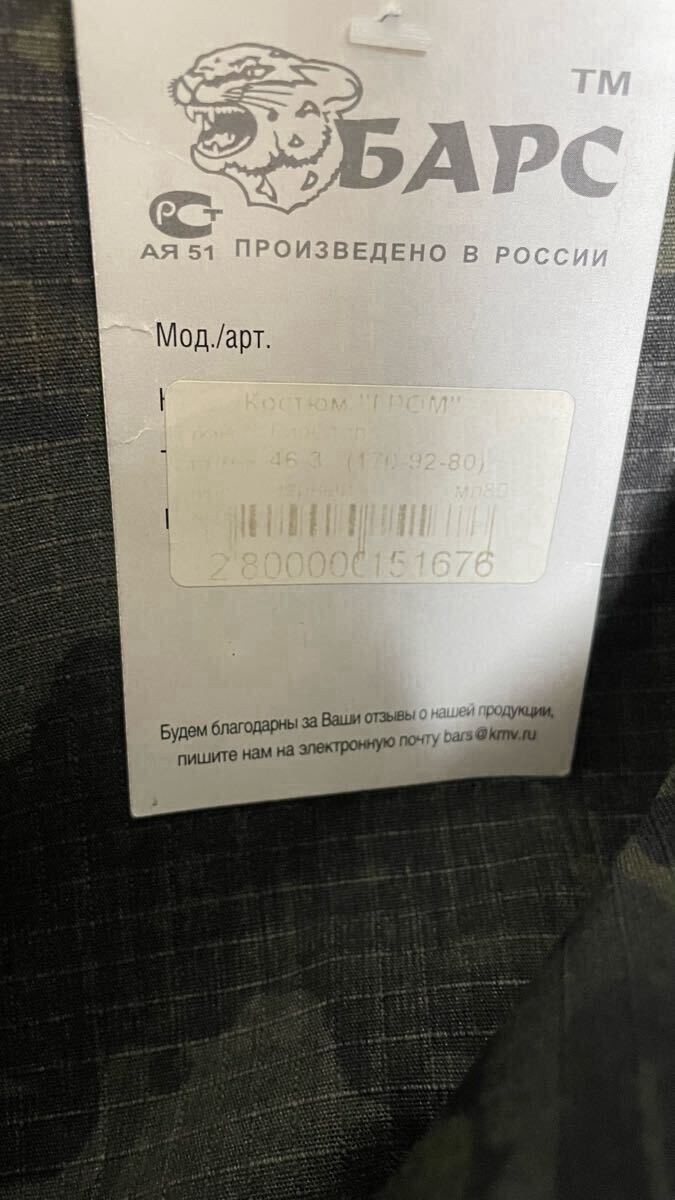 TM
БАРС
РСТ
АЯ 51 ПРОИЗВЕДЕНО В РОССИИ
Мод./арт.
Костюм "ГРОМ"
46-3 (170-92-80)
2 800000 151676
Будем благодарны за Ваши отзывы о нашей продукции,
пишите нам на электронную почту bars@kmv.ru